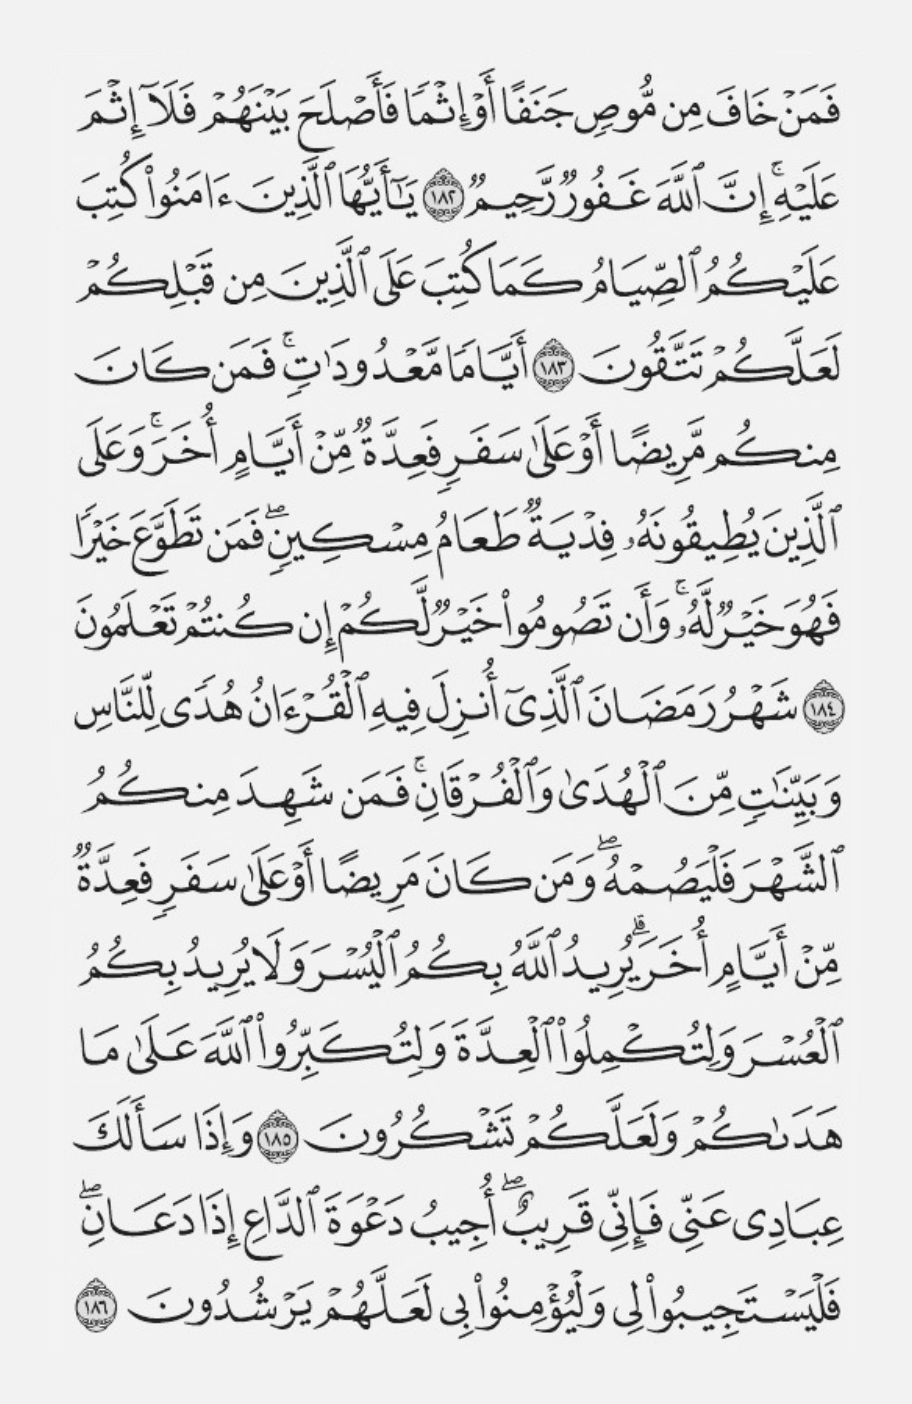 فَمَنْ خَافَ مِن مُّوصٍ جَنَفًا أَوْ إِثْمًا فَأَصْلَحَ بَيْنَهُمْ فَلَآ إِثْمَ
عَلَيْهِ ۚ إِنَّ ٱللَّهَ غَفُورٌ رَّحِيمٌ ١٨٢ يَٰٓأَيُّهَا ٱلَّذِينَ ءَامَنُوا۟ كُتِبَ
عَلَيْكُمُ ٱلصِّيَامُ كَمَا كُتِبَ عَلَى ٱلَّذِينَ مِن قَبْلِكُمْ
لَعَلَّكُمْ تَتَّقُونَ ١٨٣ أَيَّامًا مَّعْدُودَٰتٍ ۚ فَمَن كَانَ
مِنكُم مَّرِيضًا أَوْ عَلَىٰ سَفَرٍ فَعِدَّةٌ مِّنْ أَيَّامٍ أُخَرَ ۚ وَعَلَى
ٱلَّذِينَ يُطِيقُونَهُۥ فِدْيَةٌ طَعَامُ مِسْكِينٍ ۖ فَمَن تَطَوَّعَ خَيْرًا
فَهُوَ خَيْرٌ لَّهُۥ ۚ وَأَن تَصُومُوا۟ خَيْرٌ لَّكُمْ إِن كُنتُمْ تَعْلَمُونَ
١٨٤ شَهْرُ رَمَضَانَ ٱلَّذِىٓ أُنزِلَ فِيهِ ٱلْقُرْءَانُ هُدًى لِّلنَّاسِ
وَبَيِّنَٰتٍ مِّنَ ٱلْهُدَىٰ وَٱلْفُرْقَانِ ۚ فَمَن شَهِدَ مِنكُمُ
ٱلشَّهْرَ فَلْيَصُمْهُ ۖ وَمَن كَانَ مَرِيضًا أَوْ عَلَىٰ سَفَرٍ فَعِدَّةٌ
مِّنْ أَيَّامٍ أُخَرَ ۗ يُرِيدُ ٱللَّهُ بِكُمُ ٱلْيُسْرَ وَلَا يُرِيدُ بِكُمُ
ٱلْعُسْرَ وَلِتُكْمِلُوا۟ ٱلْعِدَّةَ وَلِتُكَبِّرُوا۟ ٱللَّهَ عَلَىٰ مَا
هَدَىٰكُمْ وَلَعَلَّكُمْ تَشْكُرُونَ ١٨٥ وَإِذَا سَأَلَكَ
عِبَادِى عَنِّى فَإِنِّى قَرِيبٌ ۖ أُجِيبُ دَعْوَةَ ٱلدَّاعِ إِذَا دَعَانِ ۖ
فَلْيَسْتَجِيبُوا۟ لِى وَلْيُؤْمِنُوا۟ بِى لَعَلَّهُمْ يَرْشُدُونَ ١٨٦